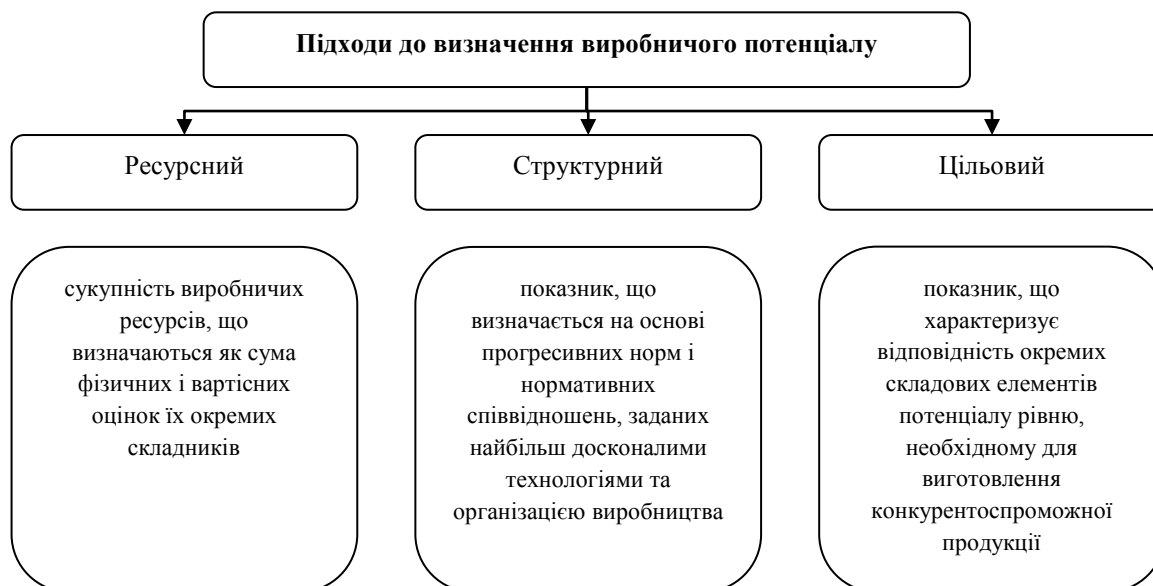 Підходи до визначення виробничого потенціалу
Ресурсний
Структурний
Цільовий
сукупність виробничих
ресурсів, що
визначаються як сума
фізичних і вартісних
оцінок їх окремих
складників
показник, що
визначається на основі
прогресивних норм і
нормативних
співвідношень, заданих
найбільш досконалими
технологіями та
організацією виробництва
показник, що
характеризує
відповідність окремих
складових елементів
потенціалу рівню,
необхідному для
виготовлення
конкурентоспроможної
продукції